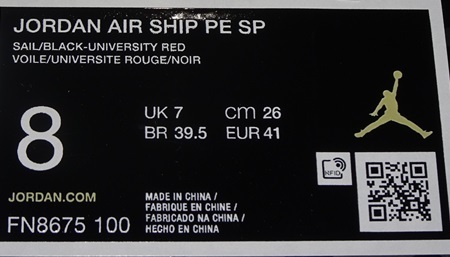 JORDAN AIR SHIP PE SP
SAIL/BLACK-UNIVERSITY RED
VOILE/UNIVERSITE ROUGE/NOIR
8
UK 7 cm 26
BR 39.5 EUR 41
RFID
JORDAN.COM
FN8675 100
MADE IN CHINA /
FABRIQUE EN CHINE /
FABRICADO NA CHINA /
HECHO EN CHINA